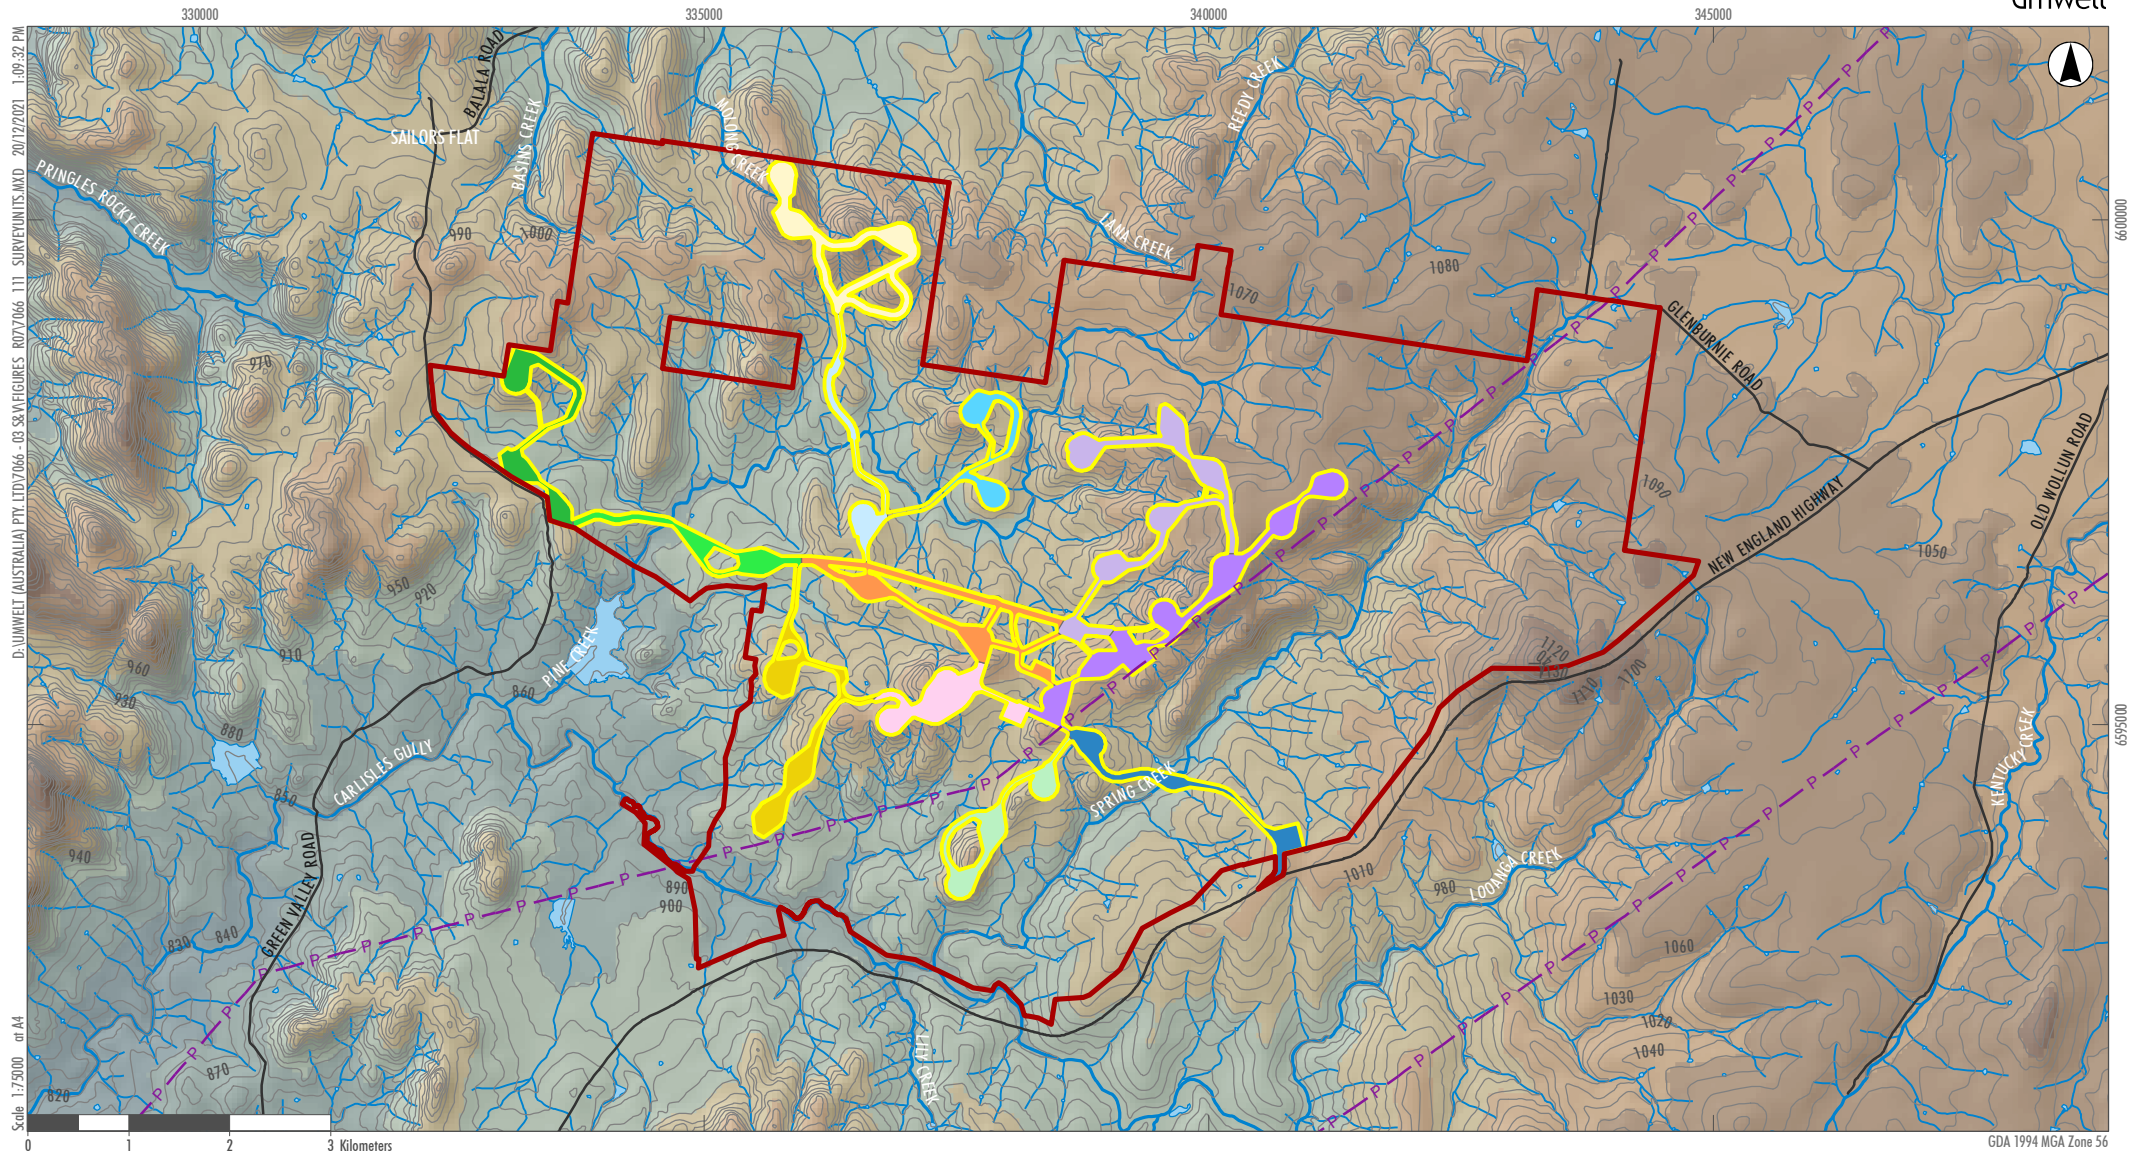 umwelt
330000
335000
340000
345000
D:\UMWELT (AUSTRALIA) PTY. LTD\7066 - 03 S&V\FIGURES R07\7066_111_SURVEYUNITS.MXD 20/12/2021 1:09:32 PM
BALALA ROAD
BASINS CREEK
SAILORS FLAT
MOLONG CREEK
REEDY CREEK
PRINGLES ROCKY CREEK
LANA CREEK
6600000
990
1000
1080
1070
970
GLENBURNIE ROAD
OLD WOLLUN ROAD
1090
NEW ENGLAND HIGHWAY
1050
950
920
910
PINE CREEK
960
930
860
1120
1130
1110
1100
880
6595000
KENTUCKY CREEK
CARLISLES GULLY
850
SPRING CREEK
940
GREEN VALLEY ROAD
890
900
1010
980
LOOANGA CREEK
830
840
1060
1030
1020
1040
870
820
Scale 1:75000 at A4
0 1 2 3 Kilometers
GDA 1994 MGA Zone 56
P P P P P P P P P P P P P P P P P P P P P P P P P P P P P P